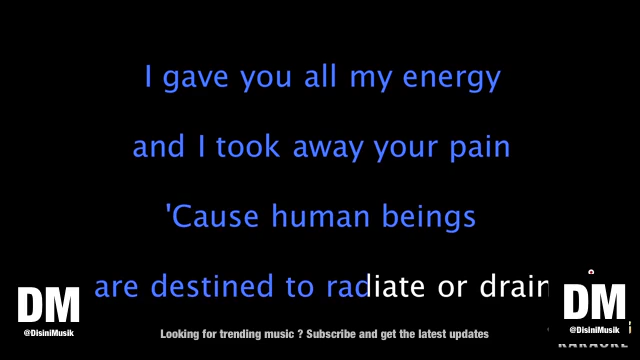 I gave you all my energy
and I took away your pain
'Cause human beings
are destined to radiate or drain
DM
@DisiniMusik
DM
@DisiniMusik
Looking for trending music ? Subscribe and get the latest updates
KARAOKE